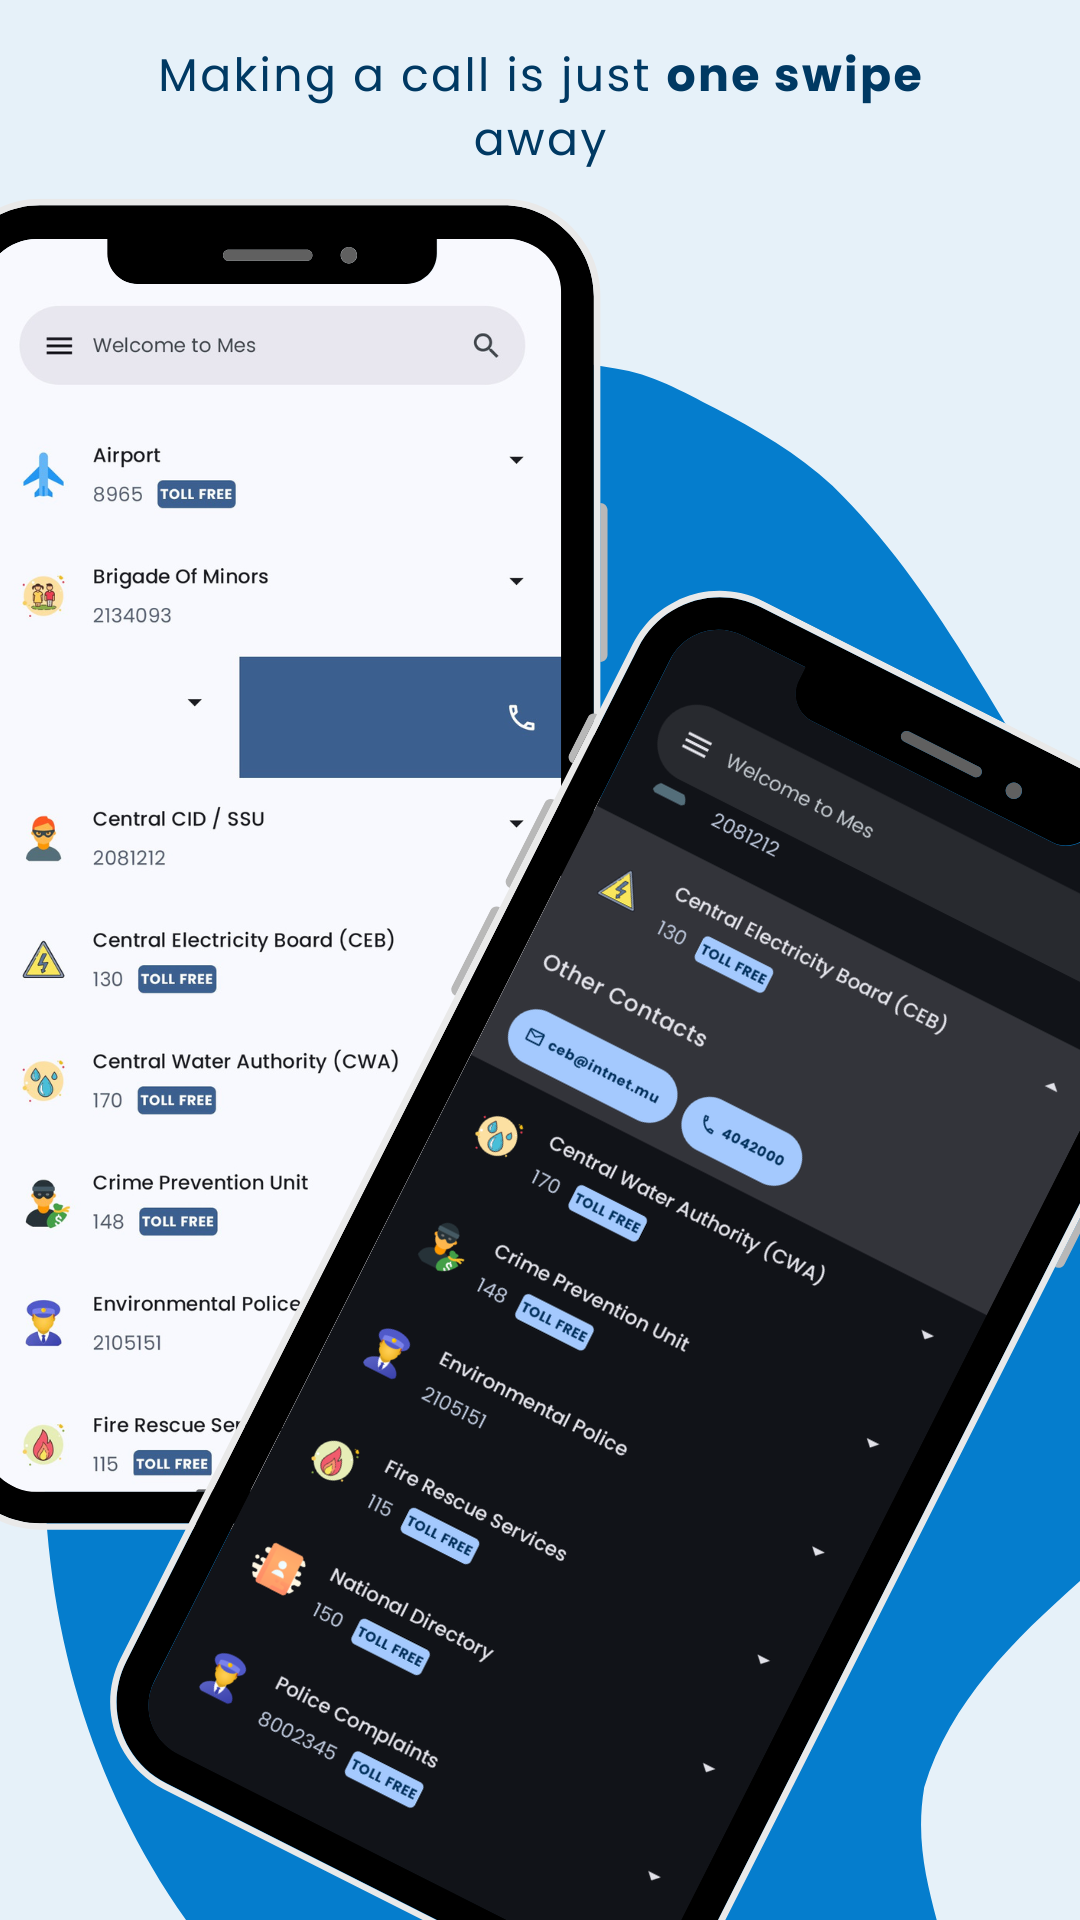 Making a call is just one swipe
away
Welcome to Mes
Airport
8965 TOLL FREE
Brigade Of Minors
2134093
Central CID / SSU
2081212
Central Electricity Board (CEB)
130 TOLL FREE
Central Water Authority (CWA)
170 TOLL FREE
Crime Prevention Unit
148 TOLL FREE
Environmental Police
2105151
Fire Rescue Ser
115 TOLL FREE
Welcome to Mes
2081212
Central Electricity Board (CEB)
130 TOLL FREE
Other Contacts
ceb@intnet.mu
4042000
Central Water Authority (CWA)
170 TOLL FREE
Crime Prevention Unit
148 TOLL FREE
Environmental Police
2105151
Fire Rescue Services
115 TOLL FREE
National Directory
150 TOLL FREE
Police Complaints
8002345 TOLL FREE